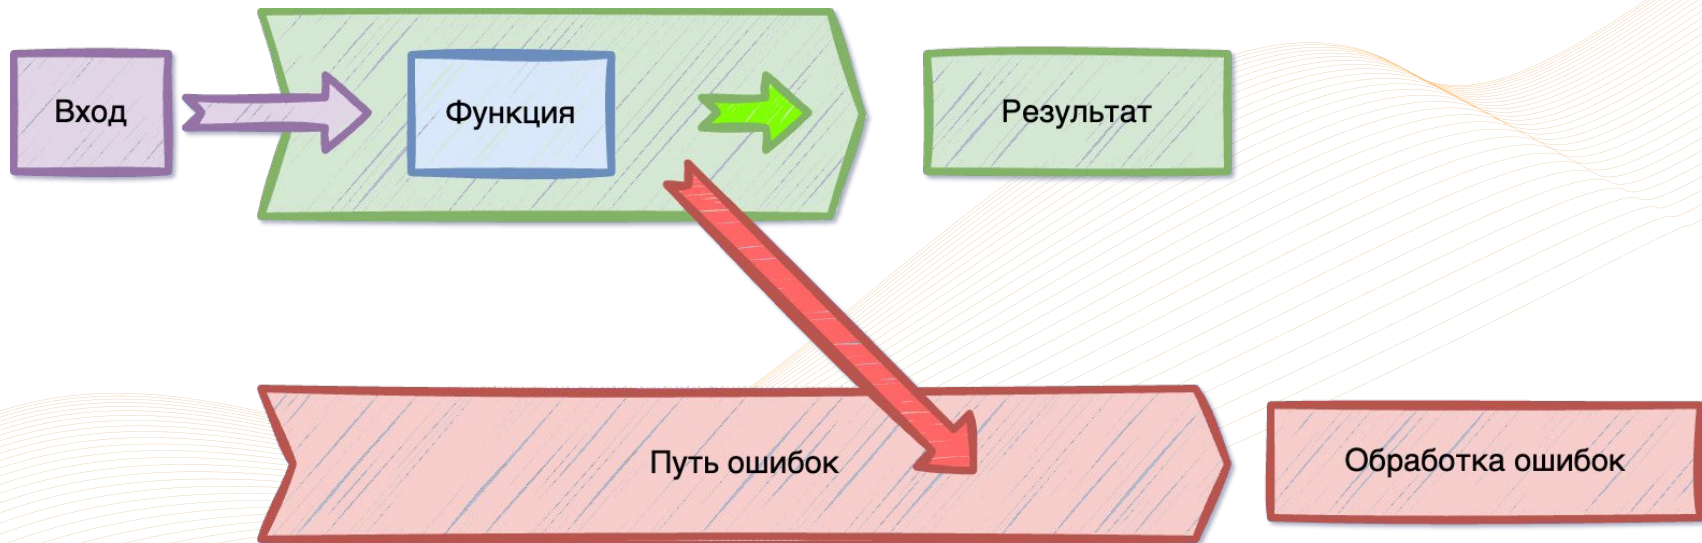 Вход
Функция
Результат
Путь ошибок
Обработка ошибок